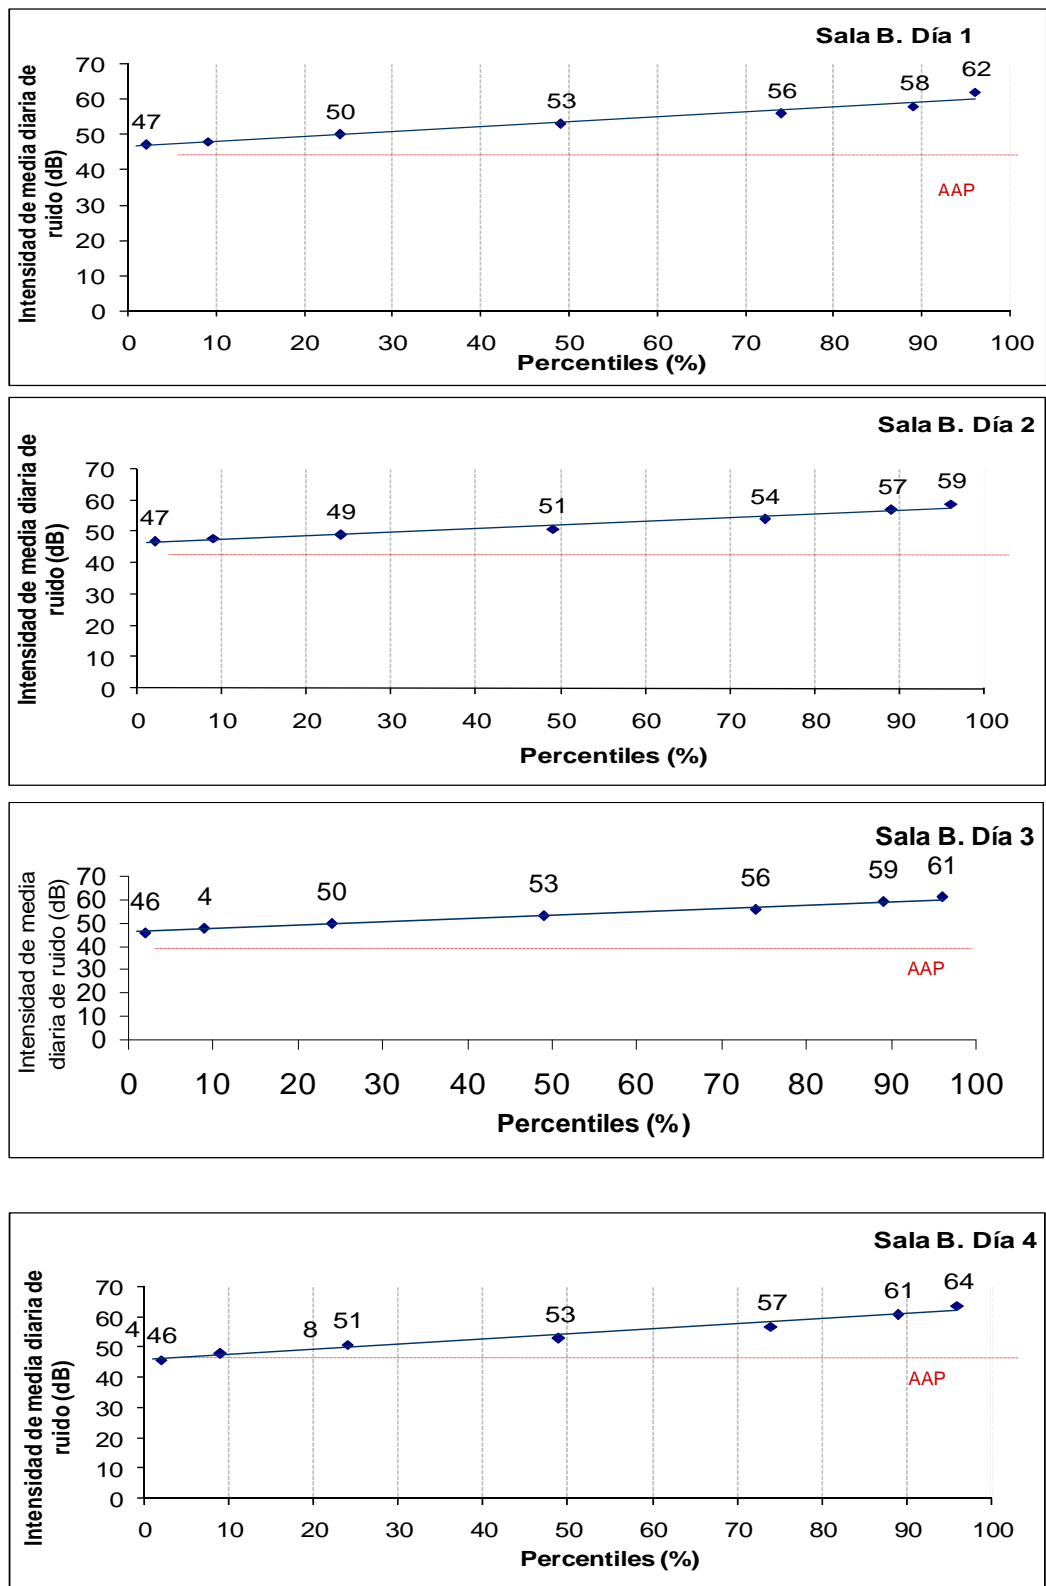 Sala B. Día 1
Intensidad de media diaria de
ruido (dB)
70
60
50
40
30
20
10
0
47 50 53 56 58 62
AAP
0 10 20 30 40 50 60 70 80 90 100
Percentiles (%)
Sala B. Día 2
Intensidad de media diaria de
ruido (dB)
70
60
50
40
30
20
10
0
47 49 51 54 57 59
0 10 20 30 40 50 60 70 80 90 100
Percentiles (%)
Sala B. Día 3
Intensidad de media
diaria de ruido (dB)
70
60
50
40
30
20
10
0
46 4 50 53 56 59 61
AAP
0 10 20 30 40 50 60 70 80 90 100
Percentiles (%)
Sala B. Día 4
Intensidad de media diaria de
ruido (dB)
70
60
50
40
30
20
10
0
4 46 8 51 53 57 61 64
AAP
0 10 20 30 40 50 60 70 80 90 100
Percentiles (%)